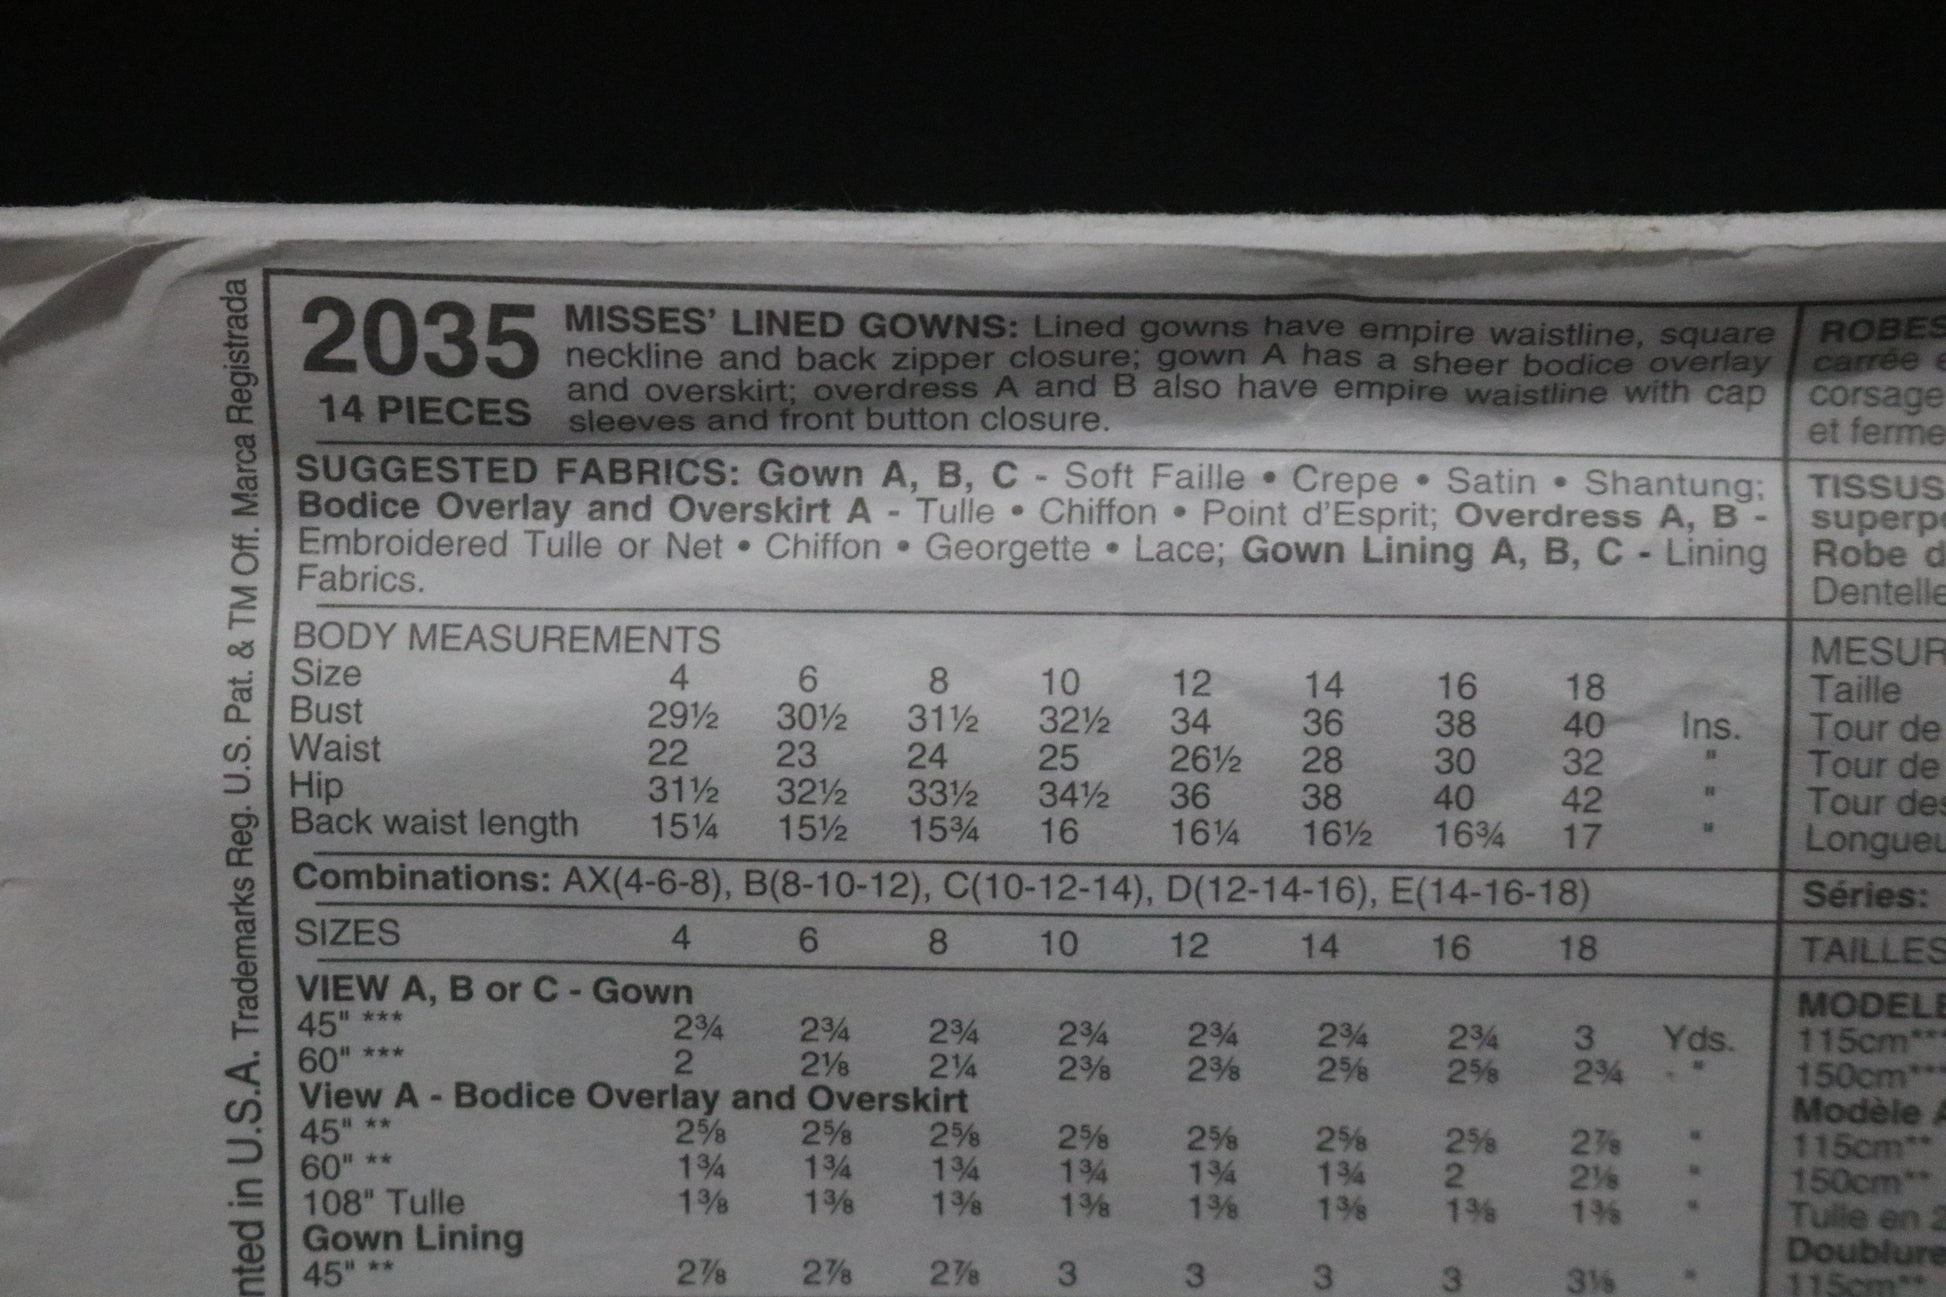 2035
14 PIECES
MISSES' LINED GOWNS: Lined gowns have empire waistline, square
neckline and back zipper closure; gown A has a sheer bodice overlay
and overskirt; overdress A and B also have empire waistline with cap
sleeves and front button closure.
SUGGESTED FABRICS: Gown A, B, C - Soft Faille • Crepe • Satin • Shantung;
Bodice Overlay and Overskirt A - Tulle • Chiffon • Point d'Esprit; Overdress A, B -
Embroidered Tulle or Net • Chiffon • Georgette • Lace; Gown Lining A, B, C - Lining
Fabrics.
BODY MEASUREMENTS
Size 4 6 8 10 12 14 16 18
Bust 29½ 30½ 31½ 32½ 34 36 38 40 Ins.
Waist 22 23 24 25 26½ 28 30 32 "
Hip 31½ 32½ 33½ 34½ 36 38 40 42 "
Back waist length 15¼ 15½ 15¾ 16 16¼ 16½ 16¾ 17 "
Combinations: AX(4-6-8), B(8-10-12), C(10-12-14), D(12-14-16), E(14-16-18)
SIZES 4 6 8 10 12 14 16 18
VIEW A, B or C - Gown
45" *** 2¾ 2¾ 2¾ 2¾ 2¾ 2¾ 2¾ 3 Yds.
60" *** 2 2⅛ 2¼ 2⅜ 2⅜ 2⅝ 2⅝ 2¾ "
View A - Bodice Overlay and Overskirt
45" ** 2⅝ 2⅝ 2⅝ 2⅝ 2⅝ 2⅝ 2⅝ 2⅞ "
60" ** 1¾ 1¾ 1¾ 1¾ 1¾ 1¾ 2 2⅛ "
108" Tulle 1⅜ 1⅜ 1⅜ 1⅜ 1⅜ 1⅜ 1⅜ 1⅜ "
Gown Lining
45" ** 2⅞ 2⅞ 2⅞ 3 3 3 3 3⅛ "
nted in U.S.A. Trademarks Reg. U.S. Pat. & TM Off. Marca Registrada
ROBES
carrée e
corsage
et ferme
TISSUS
superp
Robe d
Dentelle
MESUR
Taille
Tour de
Tour de
Tour des
Longueu
Séries:
TAILLES
MODELE
115cm***
150cm***
Modèle A
115cm**
150cm**
Tulle en 2
Doublure
115cm**